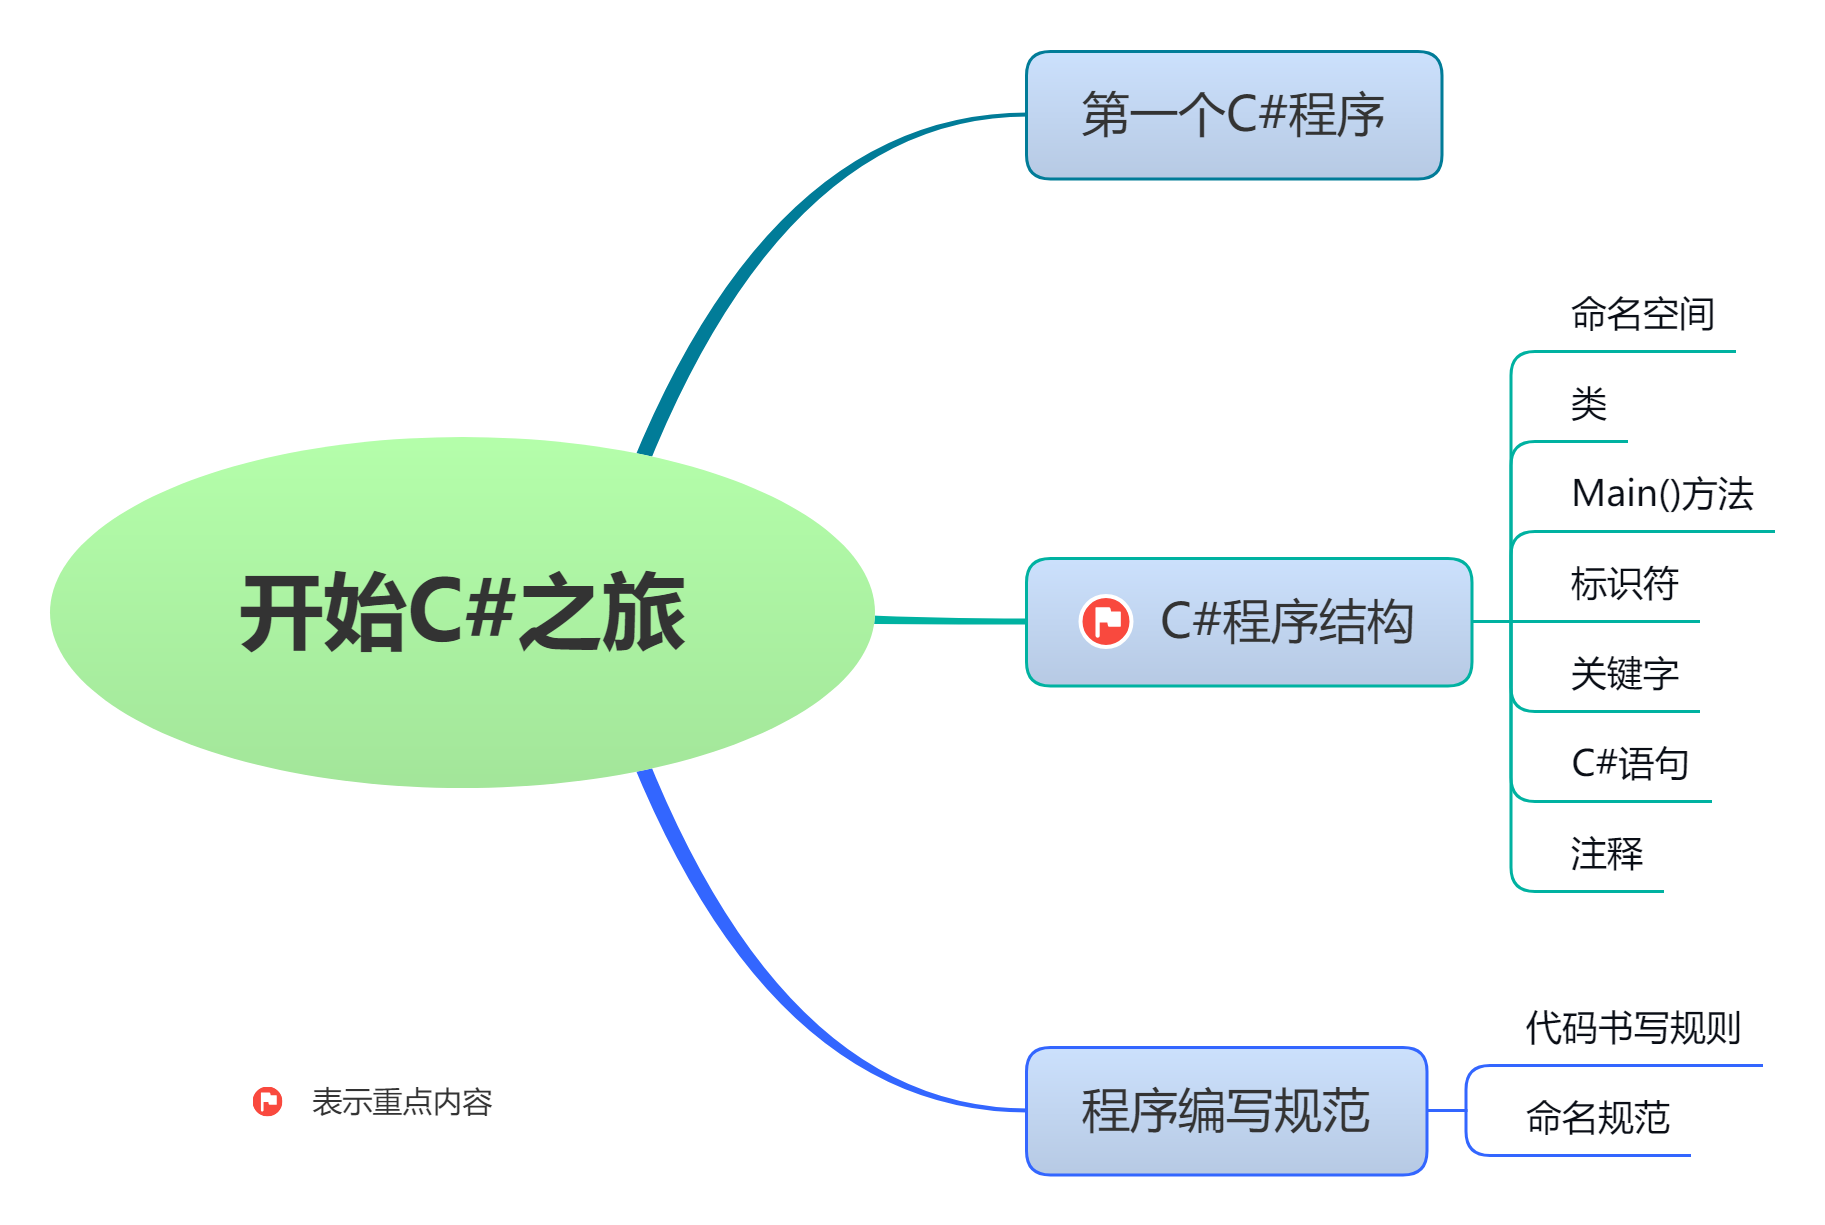 第一个C#程序
命名空间
类
Main()方法
标识符
开始C#之旅
C#程序结构
关键字
C#语句
注释
代码书写规则
表示重点内容
程序编写规范
命名规范